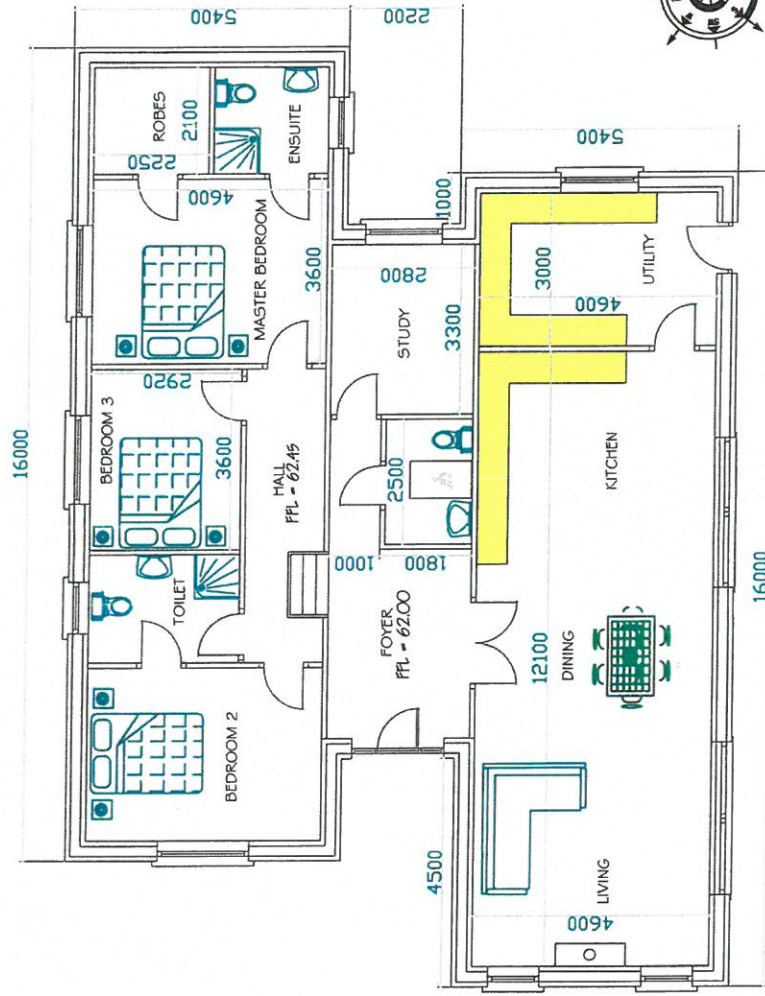 5400
2200
16000
ROBES
2100
2250
ENSUITE
4600
MASTER BEDROOM
3600
1000
5400
2920
BEDROOM 3
3600
2800
STUDY
3300
3000
UTILITY
4600
HALL
FFL = 62.45
2500
TOILET
1000
1800
KITCHEN
FOYER
FFL = 62.00
BEDROOM 2
12100
DINING
16000
4500
LIVING
4600